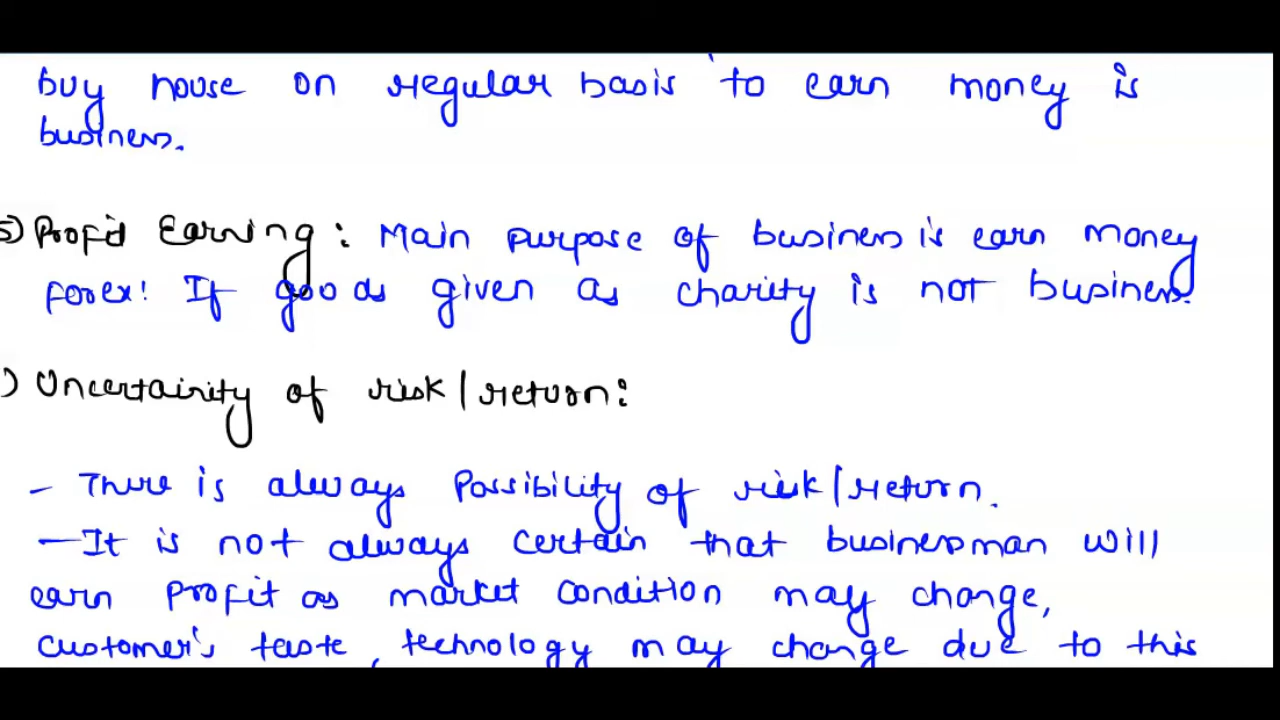 buy house on regular basis to earn money is
business.
5) Profit Earning: Main purpose of business is earn money
forex! If goods given as charity is not business.
) Uncertainity of risk/return:
- There is always Possibility of risk/return.
- It is not always certain that businessman will
earn profit as market condition may change,
customer's taste, technology may change due to this